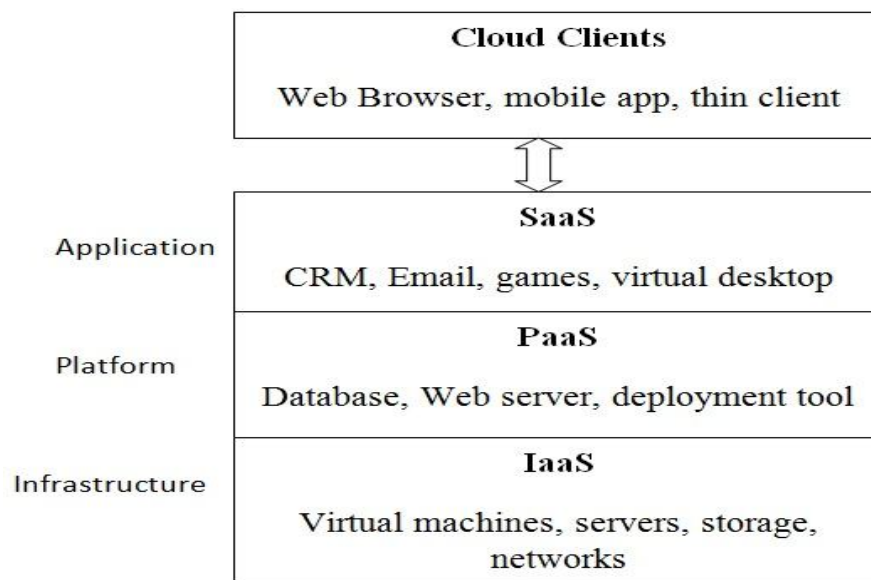 Cloud Clients
Web Browser, mobile app, thin client
Application
SaaS
CRM, Email, games, virtual desktop
Platform
PaaS
Database, Web server, deployment tool
Infrastructure
IaaS
Virtual machines, servers, storage,
networks